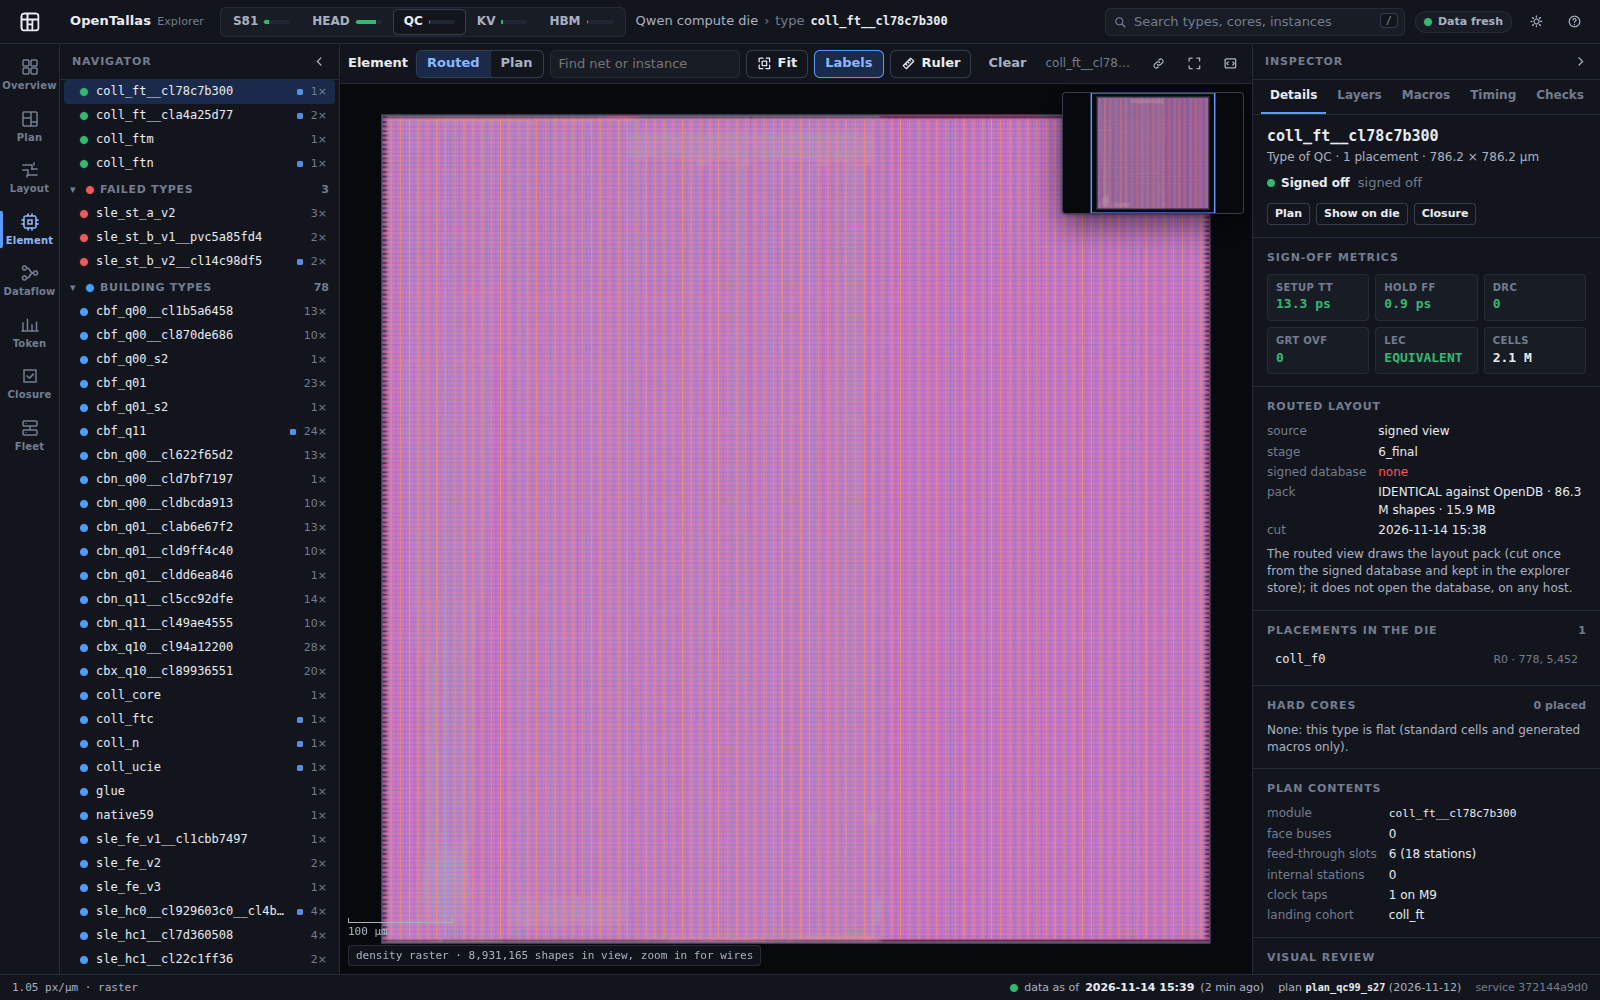 OpenTallas Explorer
S81 HEAD QC KV HBM
Qwen compute die › type coll_ft__cl78c7b300
Search types, cores, instances /
Data fresh
Overview
Plan
Layout
Element
Dataflow
Token
Closure
Fleet
NAVIGATOR
coll_ft__cl78c7b300 1×
coll_ft__cla4a25d77 2×
coll_ftm 1×
coll_ftn 1×
FAILED TYPES 3
sle_st_a_v2 3×
sle_st_b_v1__pvc5a85fd4 2×
sle_st_b_v2__cl14c98df5 2×
BUILDING TYPES 78
cbf_q00__cl1b5a6458 13×
cbf_q00__cl870de686 10×
cbf_q00_s2 1×
cbf_q01 23×
cbf_q01_s2 1×
cbf_q11 24×
cbn_q00__cl622f65d2 13×
cbn_q00__cld7bf7197 1×
cbn_q00__cldbcda913 10×
cbn_q01__clab6e67f2 13×
cbn_q01__cld9ff4c40 10×
cbn_q01__cldd6ea846 1×
cbn_q11__cl5cc92dfe 14×
cbn_q11__cl49ae4555 10×
cbx_q10__cl94a12200 28×
cbx_q10__cl89936551 20×
coll_core 1×
coll_ftc 1×
coll_n 1×
coll_ucie 1×
glue 1×
native59 1×
sle_fe_v1__cl1cbb7497 1×
sle_fe_v2 2×
sle_fe_v3 1×
sle_hc0__cl929603c0__cl4b… 4×
sle_hc1__cl7d360508 4×
sle_hc1__cl22c1ff36 2×
Element Routed Plan Find net or instance Fit Labels Ruler Clear coll_ft__cl78…
100 µm
density raster · 8,931,165 shapes in view, zoom in for wires
INSPECTOR
Details Layers Macros Timing Checks
coll_ft__cl78c7b300
Type of QC · 1 placement · 786.2 × 786.2 µm
Signed off signed off
Plan Show on die Closure
SIGN-OFF METRICS
SETUP TT HOLD FF DRC
13.3 ps 0.9 ps 0
GRT OVF LEC CELLS
0 EQUIVALENT 2.1 M
ROUTED LAYOUT
source signed view
stage 6_final
signed database none
pack IDENTICAL against OpenDB · 86.3
M shapes · 15.9 MB
cut 2026-11-14 15:38
The routed view draws the layout pack (cut once
from the signed database and kept in the explorer
store); it does not open the database, on any host.
PLACEMENTS IN THE DIE 1
coll_f0 R0 · 778, 5,452
HARD CORES 0 placed
None: this type is flat (standard cells and generated
macros only).
PLAN CONTENTS
module coll_ft__cl78c7b300
face buses 0
feed-through slots 6 (18 stations)
internal stations 0
clock taps 1 on M9
landing cohort coll_ft
VISUAL REVIEW
1.05 px/µm · raster
data as of 2026-11-14 15:39 (2 min ago) plan plan_qc99_s27 (2026-11-12) service 372144a9d0